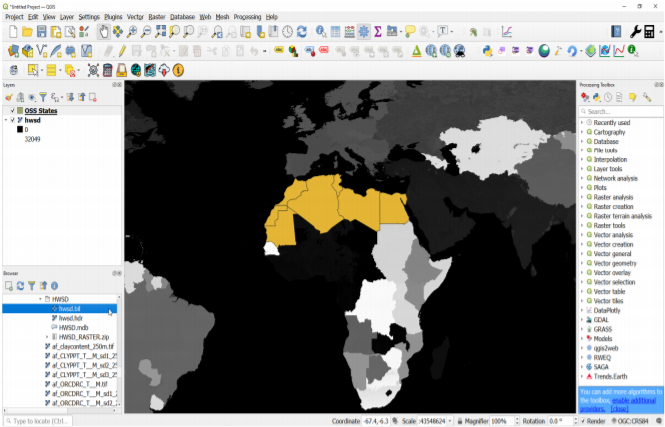 *Untitled Project — QGIS
Project Edit View Layer Settings Plugins Vector Raster Database Web Mesh Processing Help
Layers
OSS States
hwsd
0
32049
Browser
HWSD
hwsd.bil
hwsd.hdr
HWSD.mdb
HWSD_RASTER.zip
af_claycontent_250m.tif
af_CLYPPT_T__M_sd1_25
af_CLYPPT_T__M_sd2_25
af_CLYPPT_T__M_sd3_25
af_ORCDRC_T__M.tif
af_ORCDRC_T__M_sd1_2
af_ORCDRC_T__M_sd2_2
Processing Toolbox
Search...
Recently used
Cartography
Database
File tools
Interpolation
Layer tools
Network analysis
Plots
Raster analysis
Raster creation
Raster terrain analysis
Raster tools
Vector analysis
Vector creation
Vector general
Vector geometry
Vector overlay
Vector selection
Vector table
Vector tiles
DataPlotly
GDAL
GRASS
Models
qgis2web
RWEQ
SAGA
Trends.Earth
You can add more algorithms to
the toolbox, enable additional
providers. [close]
Type to locate (Ctrl...
Coordinate -67.4,-6.3 Scale :43548624 Magnifier 100% Rotation 0.0 ° Render OGC:CRS84